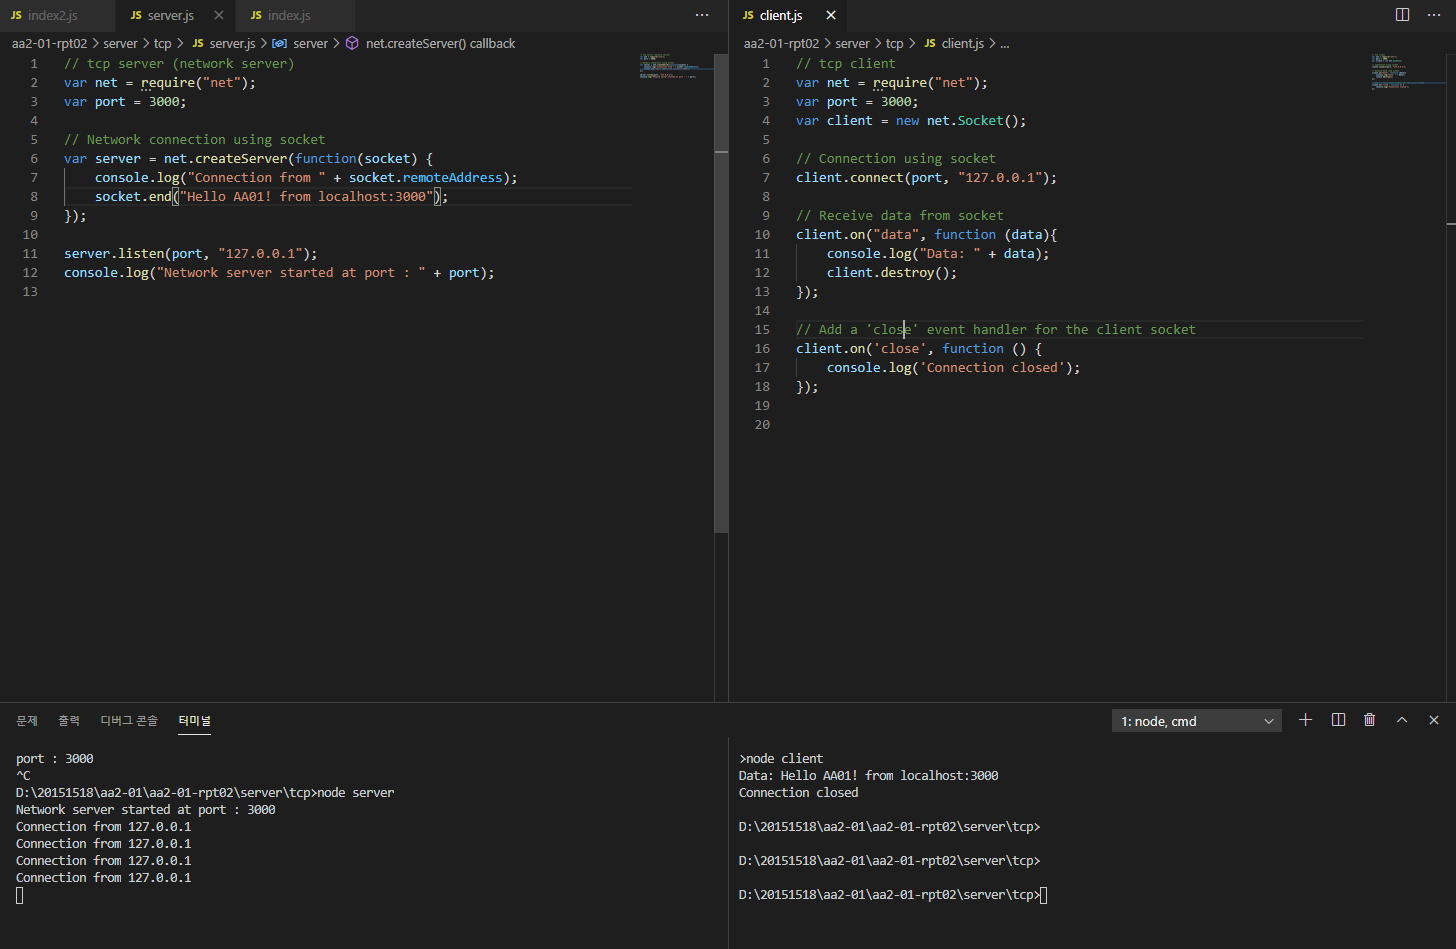 JS index2.js
JS server.js
JS index.js
aa2-01-rpt02 > server > tcp > JS server.js > server > net.createServer() callback
1 // tcp server (network server)
2 var net = require("net");
3 var port = 3000;
4
5 // Network connection using socket
6 var server = net.createServer(function(socket) {
7 console.log("Connection from " + socket.remoteAddress);
8 socket.end("Hello AA01! from localhost:3000");
9 });
10
11 server.listen(port, "127.0.0.1");
12 console.log("Network server started at port : " + port);
13
JS client.js
aa2-01-rpt02 > server > tcp > JS client.js > ...
1 // tcp client
2 var net = require("net");
3 var port = 3000;
4 var client = new net.Socket();
5
6 // Connection using socket
7 client.connect(port, "127.0.0.1");
8
9 // Receive data from socket
10 client.on("data", function (data){
11 console.log("Data: " + data);
12 client.destroy();
13 });
14
15 // Add a 'close' event handler for the client socket
16 client.on('close', function () {
17 console.log('Connection closed');
18 });
19
20
문제 출력 디버그 콘솔 터미널
1: node, cmd
port : 3000
^C
D:\20151518\aa2-01\aa2-01-rpt02\server\tcp>node server
Network server started at port : 3000
Connection from 127.0.0.1
Connection from 127.0.0.1
Connection from 127.0.0.1
Connection from 127.0.0.1
>node client
Data: Hello AA01! from localhost:3000
Connection closed
D:\20151518\aa2-01\aa2-01-rpt02\server\tcp>
D:\20151518\aa2-01\aa2-01-rpt02\server\tcp>
D:\20151518\aa2-01\aa2-01-rpt02\server\tcp>